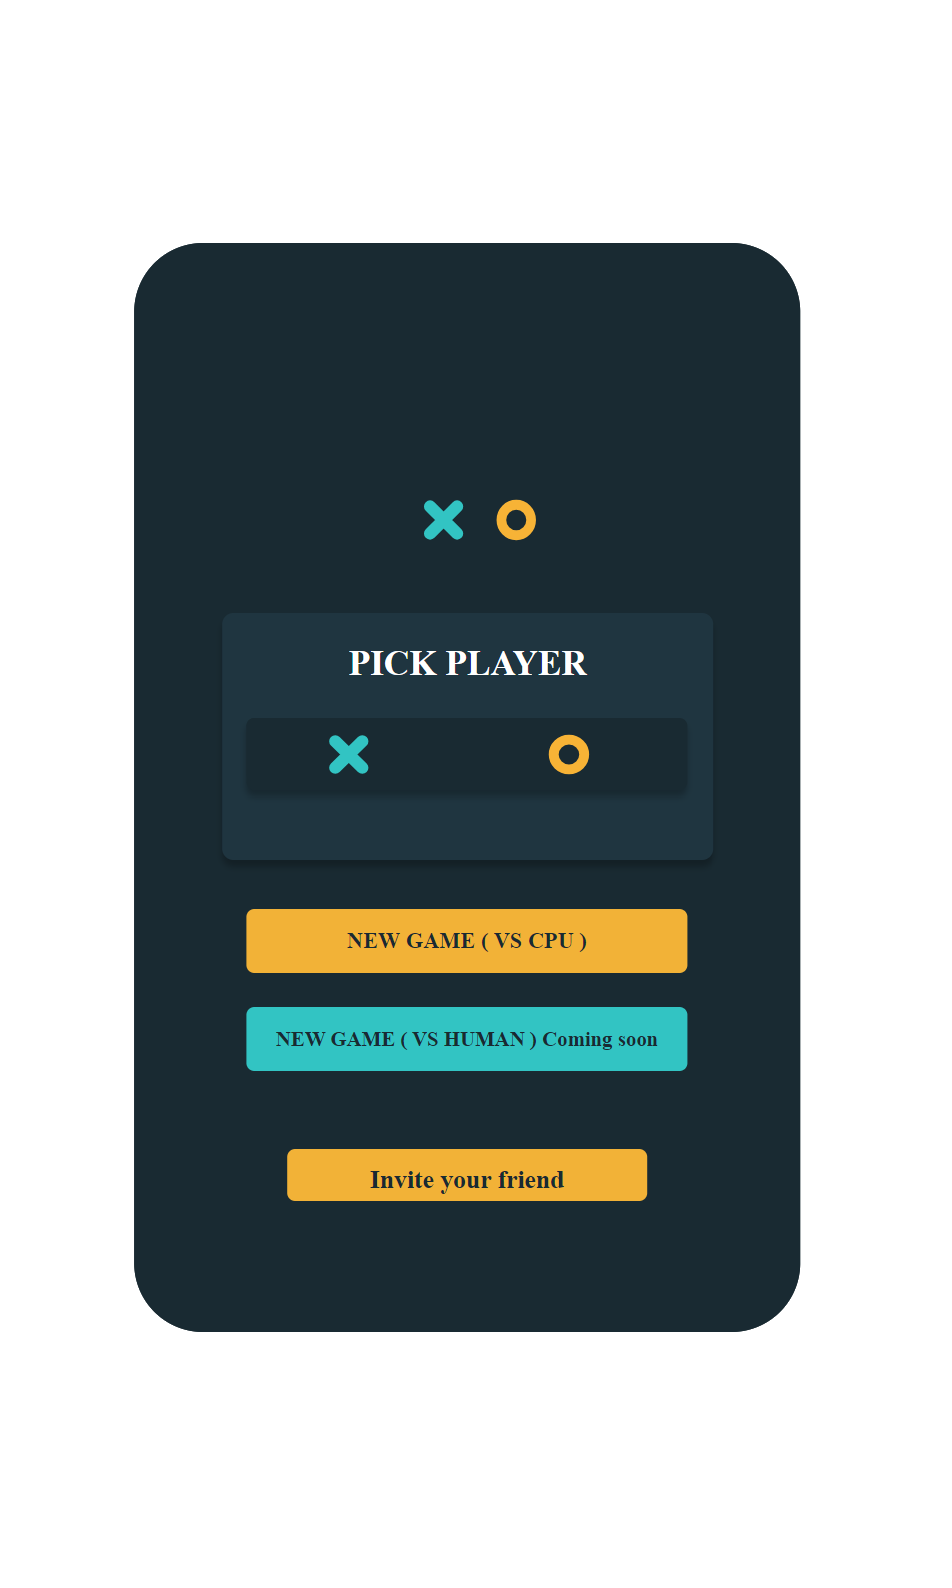 PICK PLAYER
NEW GAME ( VS CPU )
NEW GAME ( VS HUMAN ) Coming soon
Invite your friend